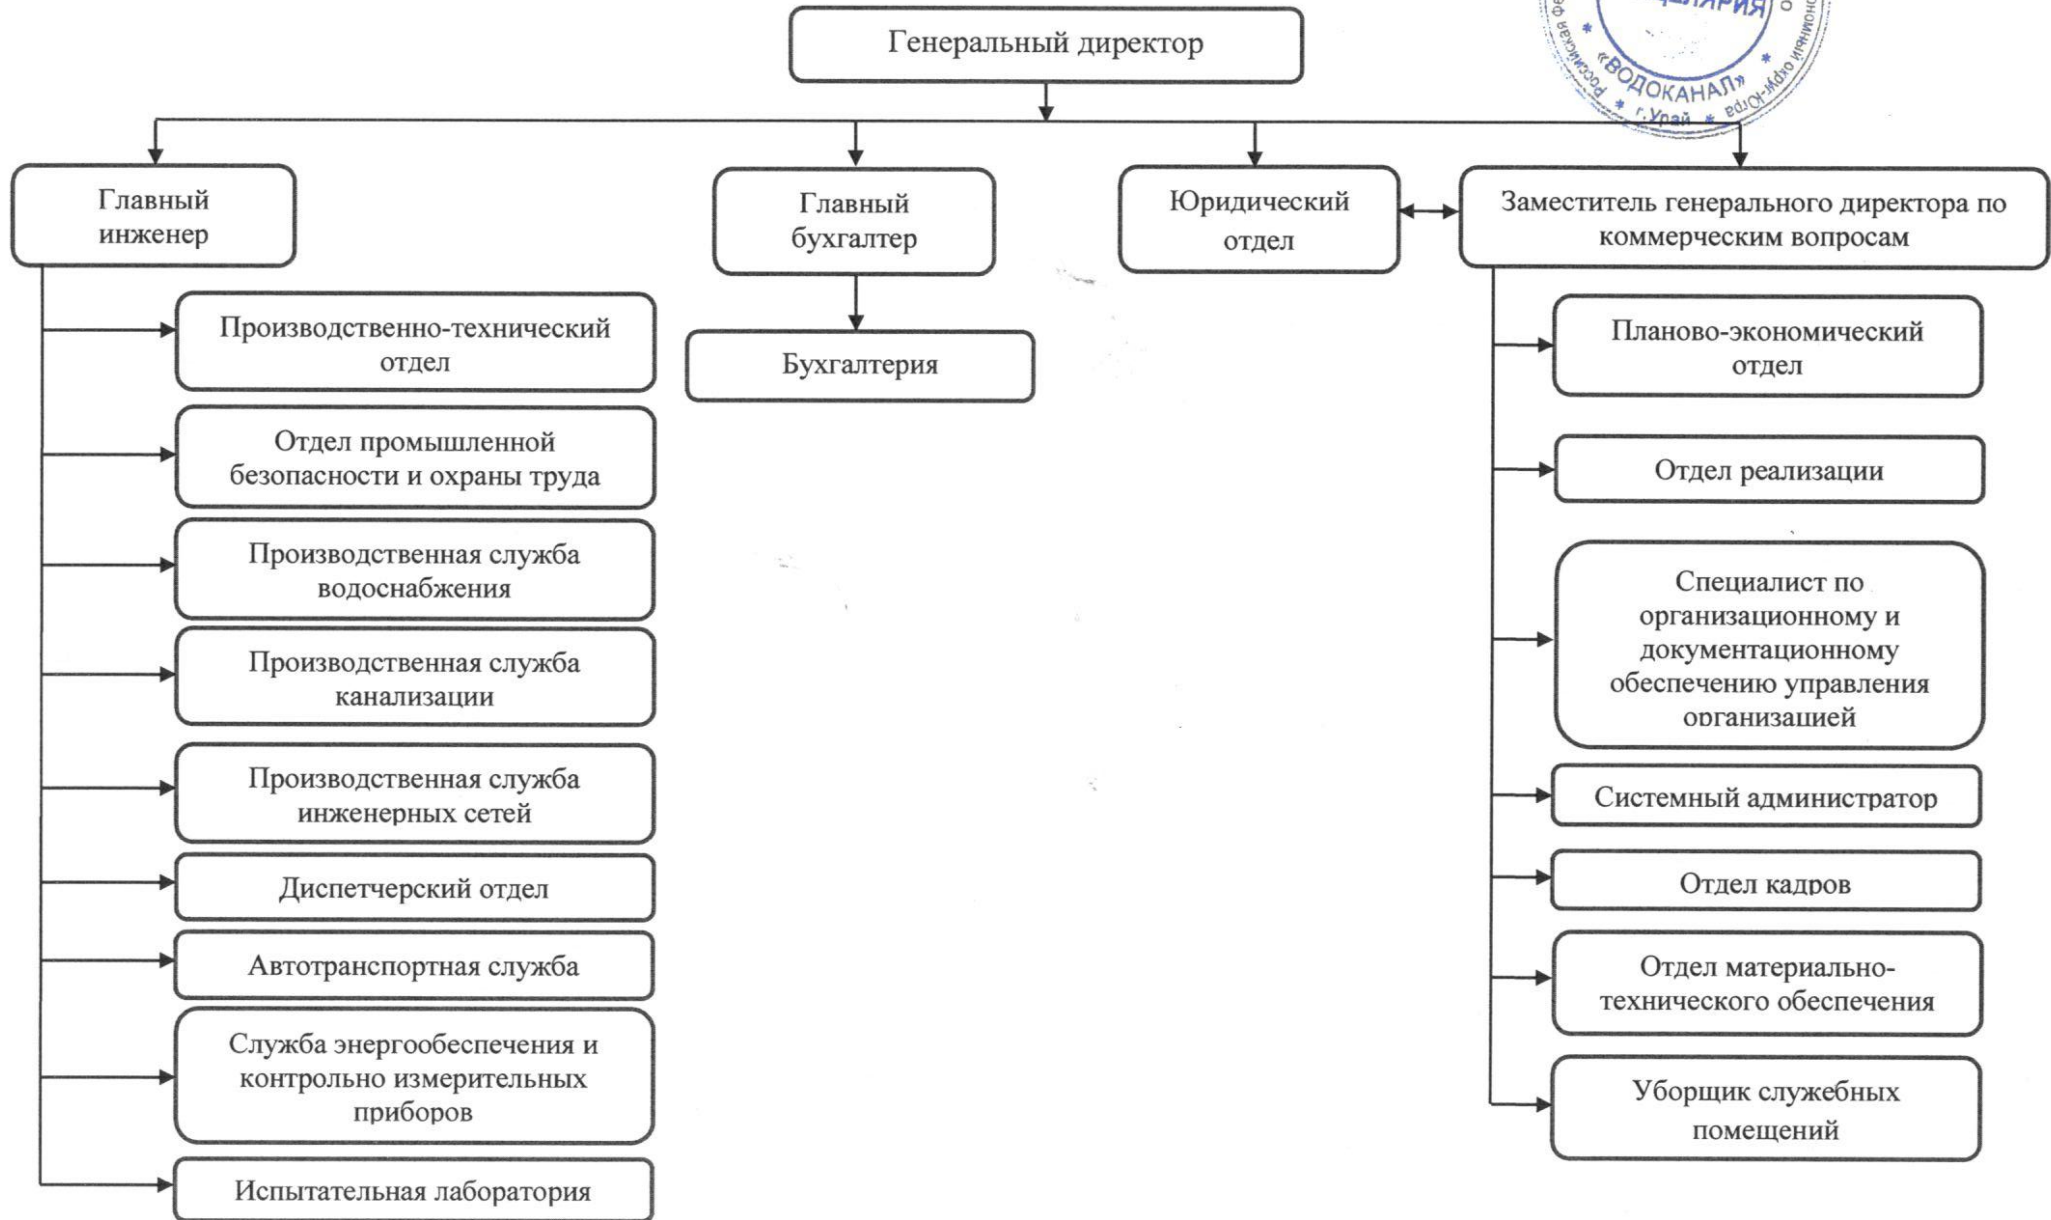 Генеральный директор
«ВОДОКАНАЛ»
г.Урай
Главный
инженер
Главный
бухгалтер
Юридический
отдел
Заместитель генерального директора по
коммерческим вопросам
Производственно-технический
отдел
Отдел промышленной
безопасности и охраны труда
Производственная служба
водоснабжения
Производственная служба
канализации
Производственная служба
инженерных сетей
Диспетчерский отдел
Автотранспортная служба
Служба энергообеспечения и
контрольно измерительных
приборов
Испытательная лаборатория
Бухгалтерия
Планово-экономический
отдел
Отдел реализации
Специалист по
организационному и
документационному
обеспечению управления
организацией
Системный администратор
Отдел кадров
Отдел материально-
технического обеспечения
Уборщик служебных
помещений